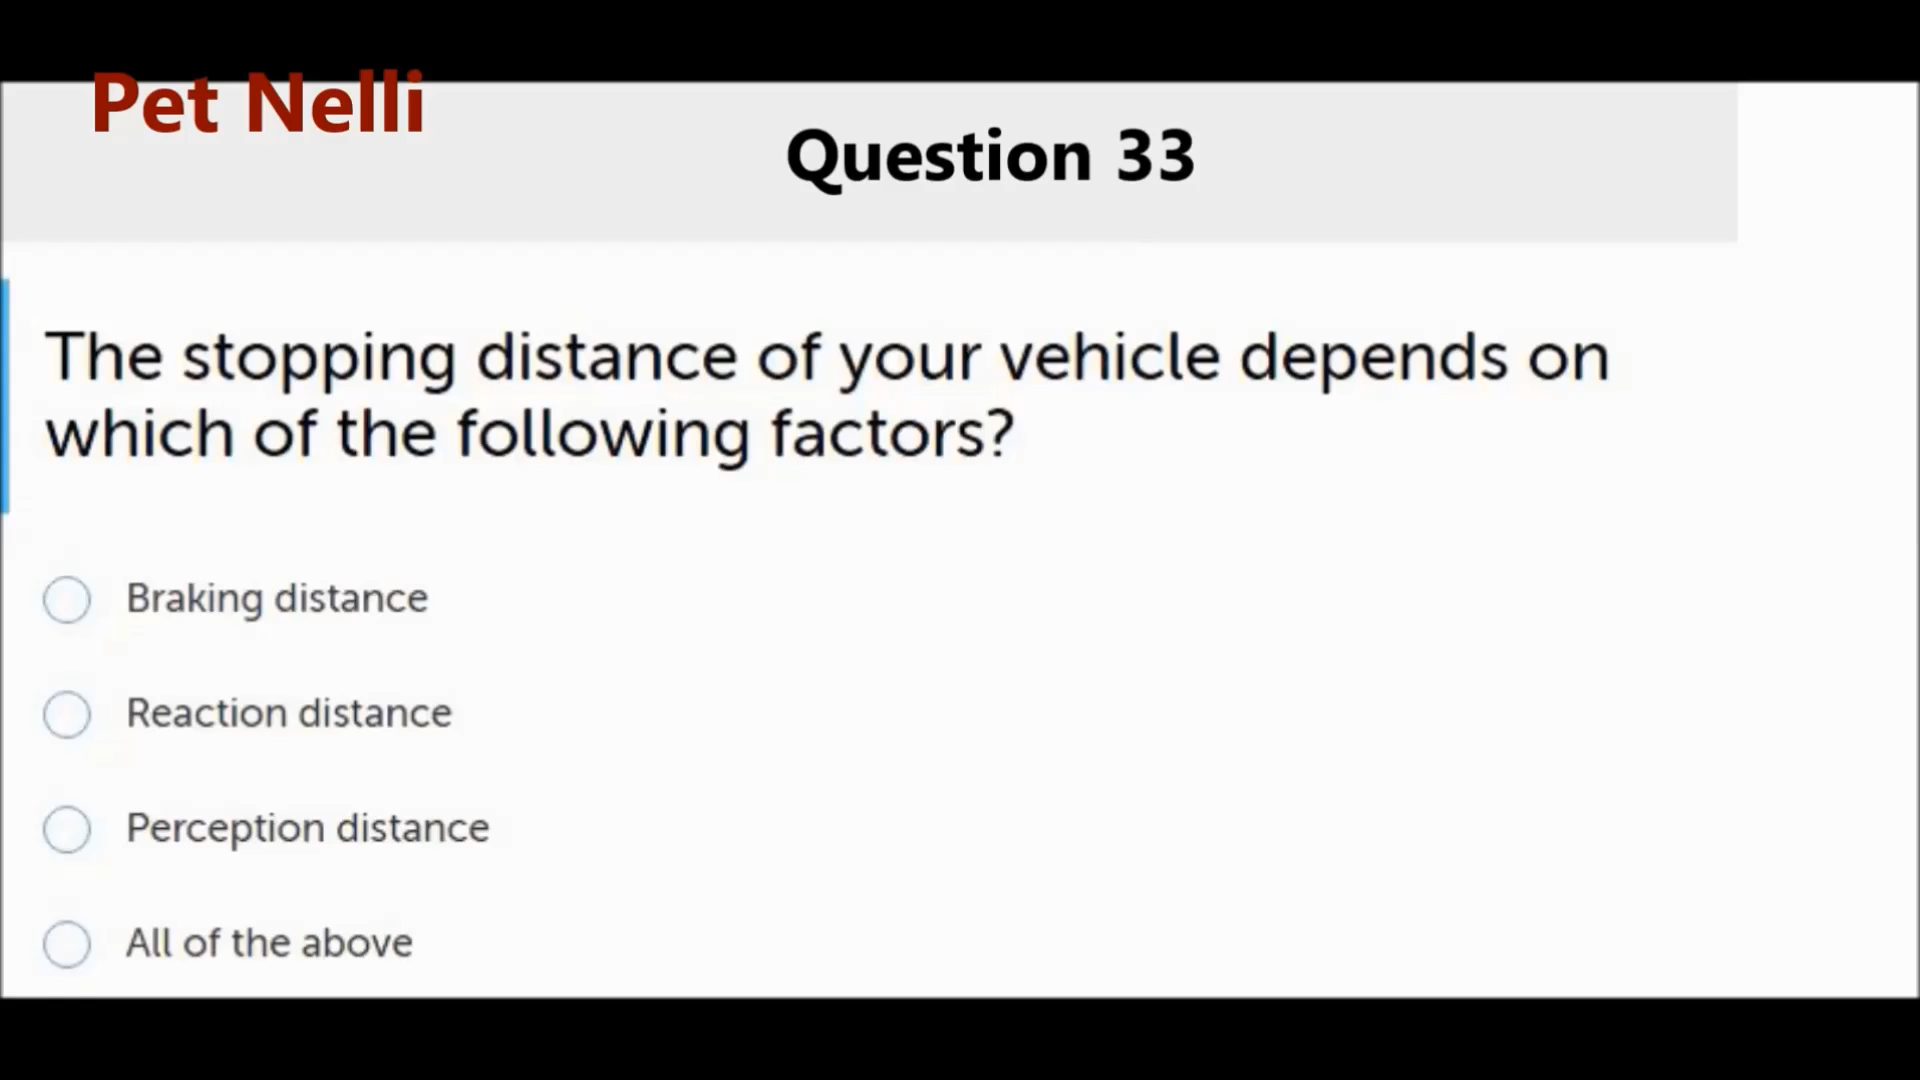 Pet Nelli
Question 33
The stopping distance of your vehicle depends on
which of the following factors?
Braking distance
Reaction distance
Perception distance
All of the above